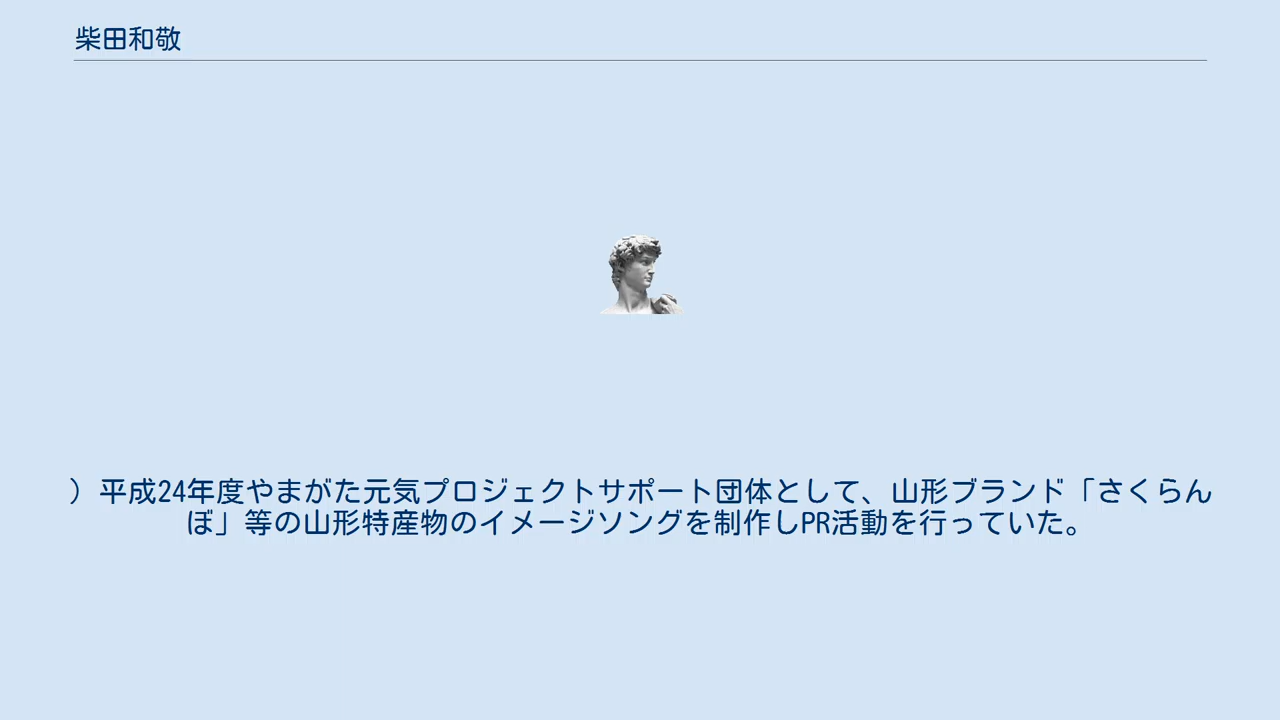 柴田和敬
）平成24年度やまがた元気プロジェクトサポート団体として、山形ブランド「さくらん
ぼ」等の山形特産物のイメージソングを制作しPR活動を行っていた。